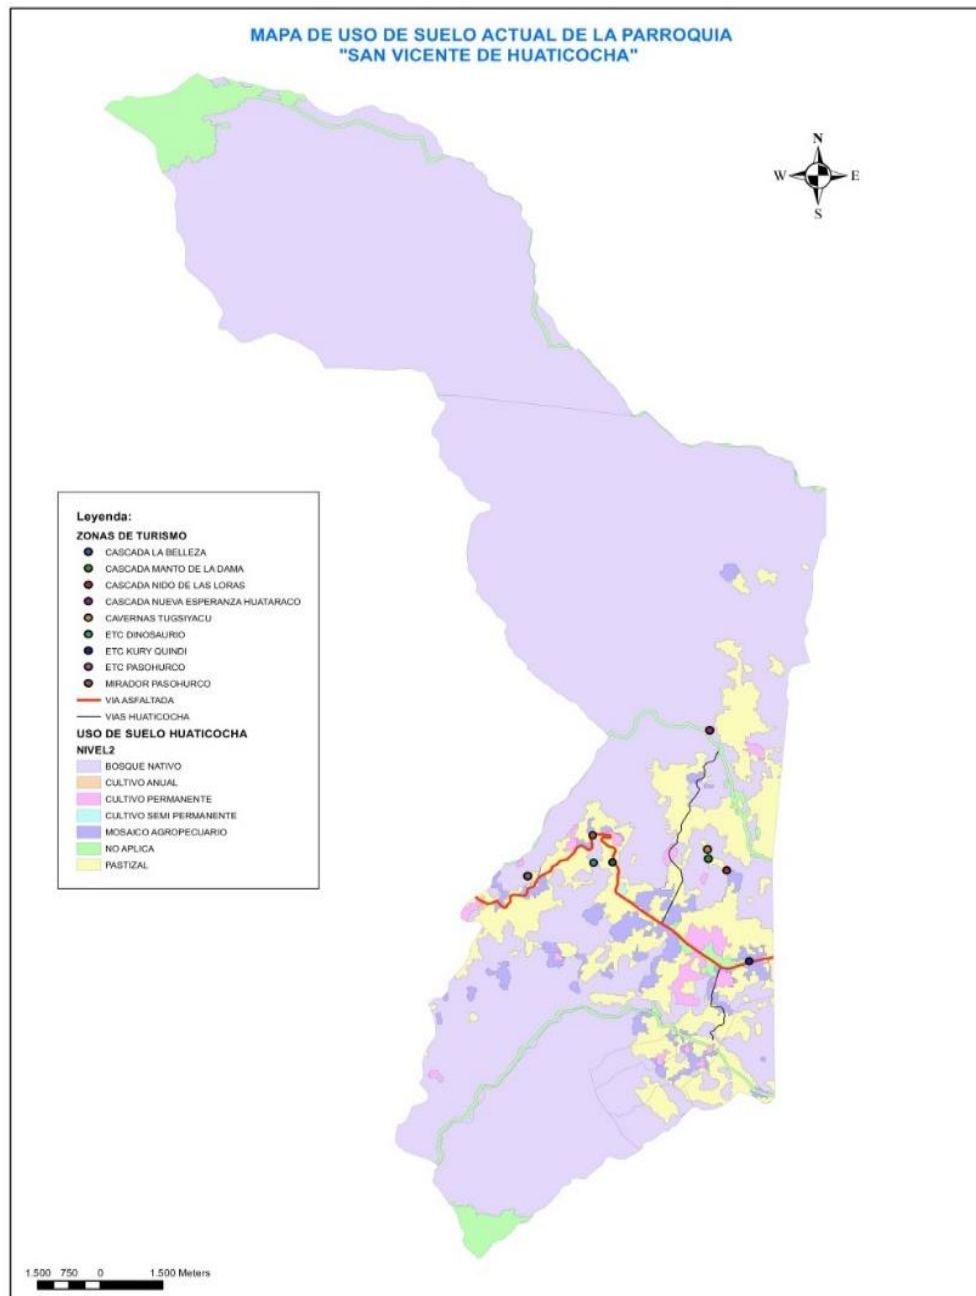 MAPA DE USO DE SUELO ACTUAL DE LA PARROQUIA
"SAN VICENTE DE HUATICOCHA"
N
W E
S
Leyenda:
ZONAS DE TURISMO
CASCADA LA BELLEZA
CASCADA MANTO DE LA DAMA
CASCADA NIDO DE LAS LORAS
CASCADA NUEVA ESPERANZA HUATARACO
CAVERNAS TUGSIYACU
ETC DINOSAURIO
ETC KURY QUINDI
ETC PASOHURCO
MIRADOR PASOHURCO
VIA ASFALTADA
VIAS HUATICOCHA
USO DE SUELO HUATICOCHA
NIVEL2
BOSQUE NATIVO
CULTIVO ANUAL
CULTIVO PERMANENTE
CULTIVO SEMI PERMANENTE
MOSAICO AGROPECUARIO
NO APLICA
PASTIZAL
1.500 750 0 1.500 Meters